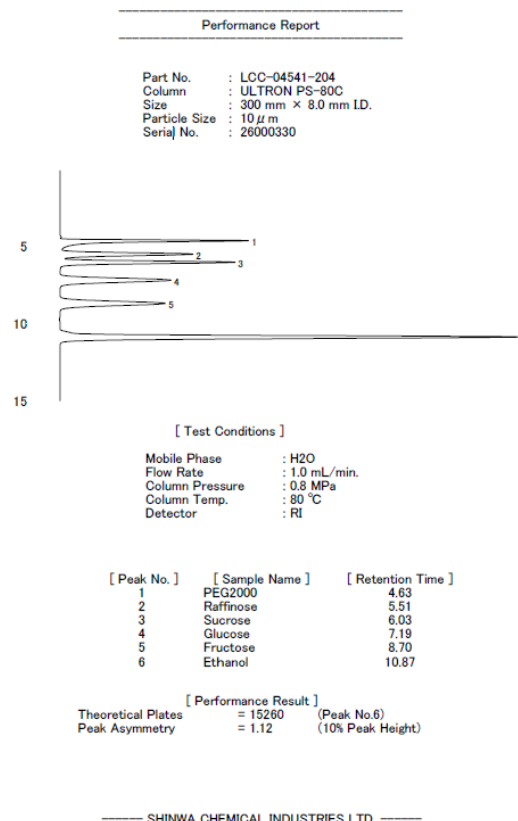 Performance Report
Part No. : LCC-04541-204
Column : ULTRON PS-80C
Size : 300 mm × 8.0 mm I.D.
Particle Size : 10 μ m
Serial No. : 26000330
1
5
2
3
4
5
10
15
[ Test Conditions ]
Mobile Phase : H2O
Flow Rate : 1.0 mL/min.
Column Pressure : 0.8 MPa
Column Temp. : 80 ℃
Detector : RI
[ Peak No. ] [ Sample Name ] [ Retention Time ]
1 PEG2000 4.63
2 Raffinose 5.51
3 Sucrose 6.03
4 Glucose 7.19
5 Fructose 8.70
6 Ethanol 10.87
[ Performance Result ]
Theoretical Plates = 15260 (Peak No.6)
Peak Asymmetry = 1.12 (10% Peak Height)
------ SHINWA CHEMICAL INDUSTRIES LTD. ------